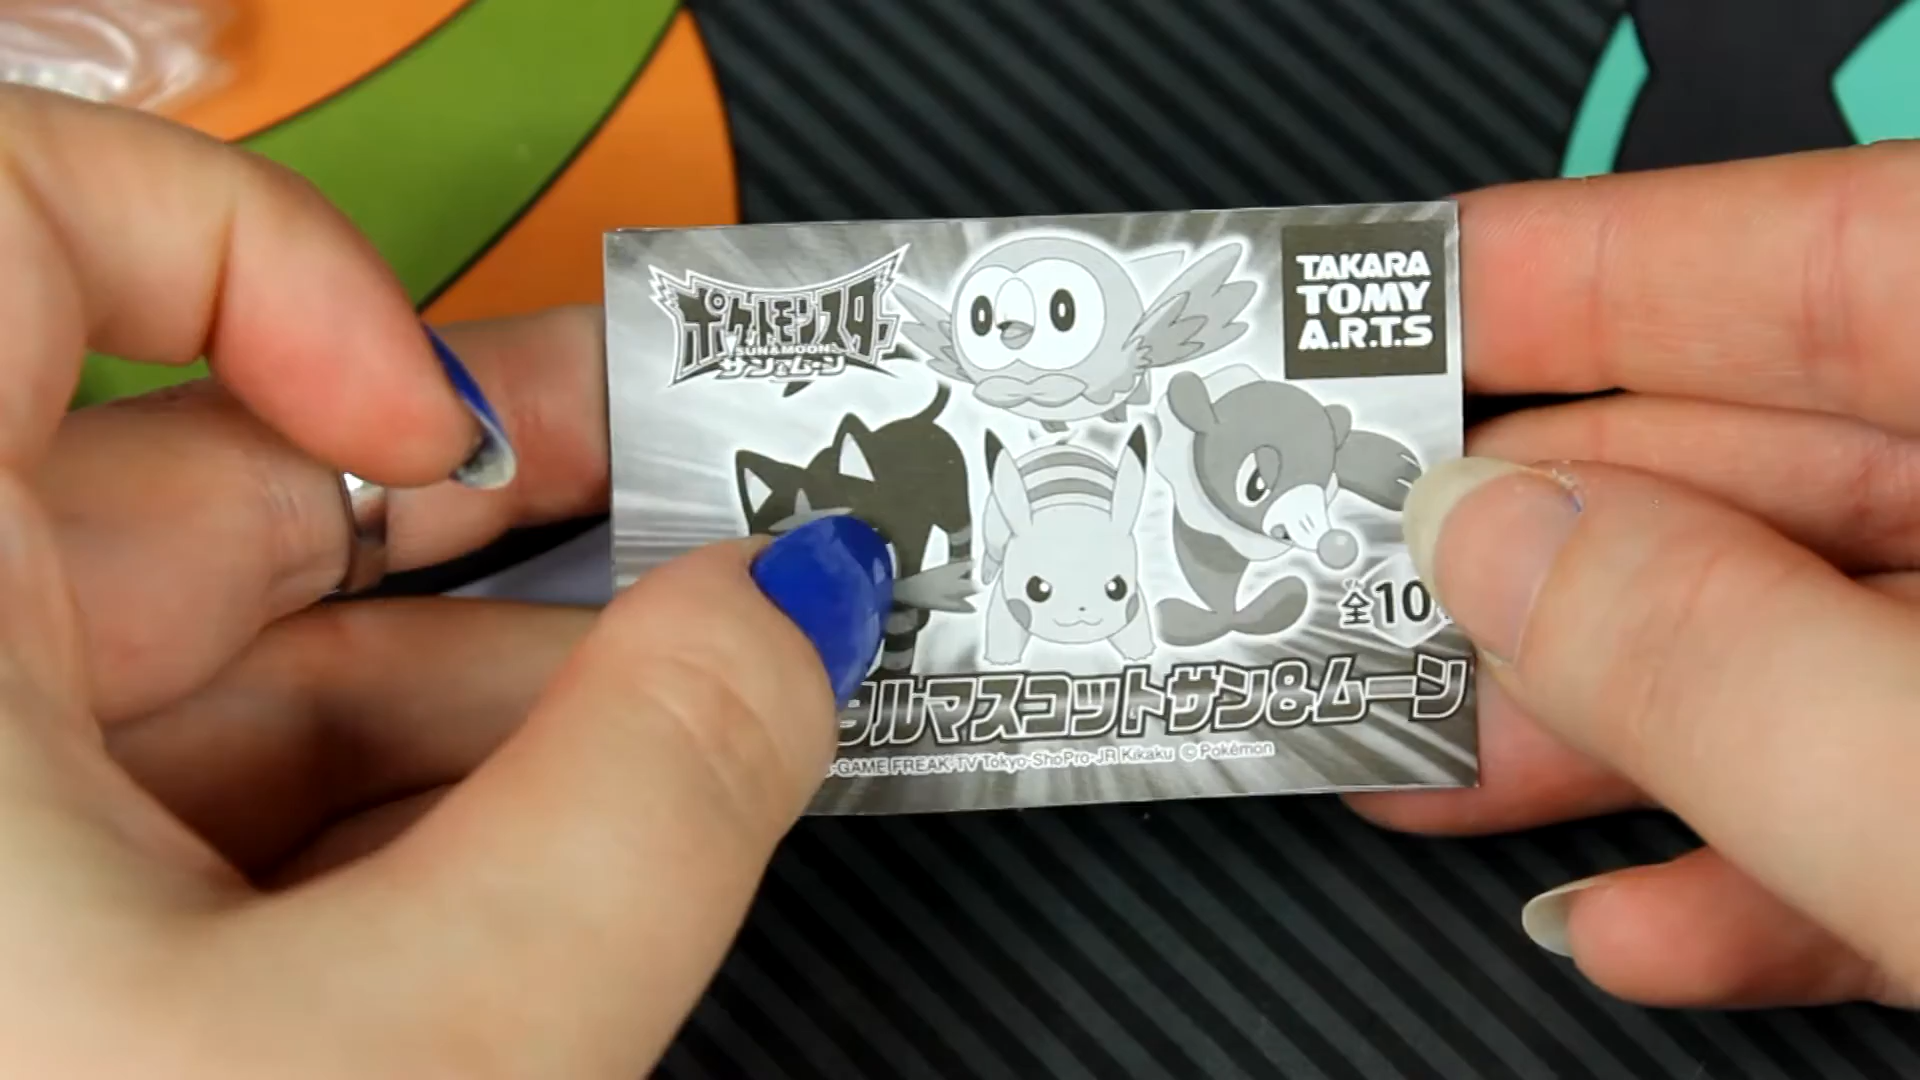 ポケットモンスター
SUN&MOON
サン&ムーン
TAKARA
TOMY
A.R.T.S
全10
タルマスコットサン&ムーン
GAME FREAK・TV Tokyo・ShoPro・JR Kikaku ©Pokémon